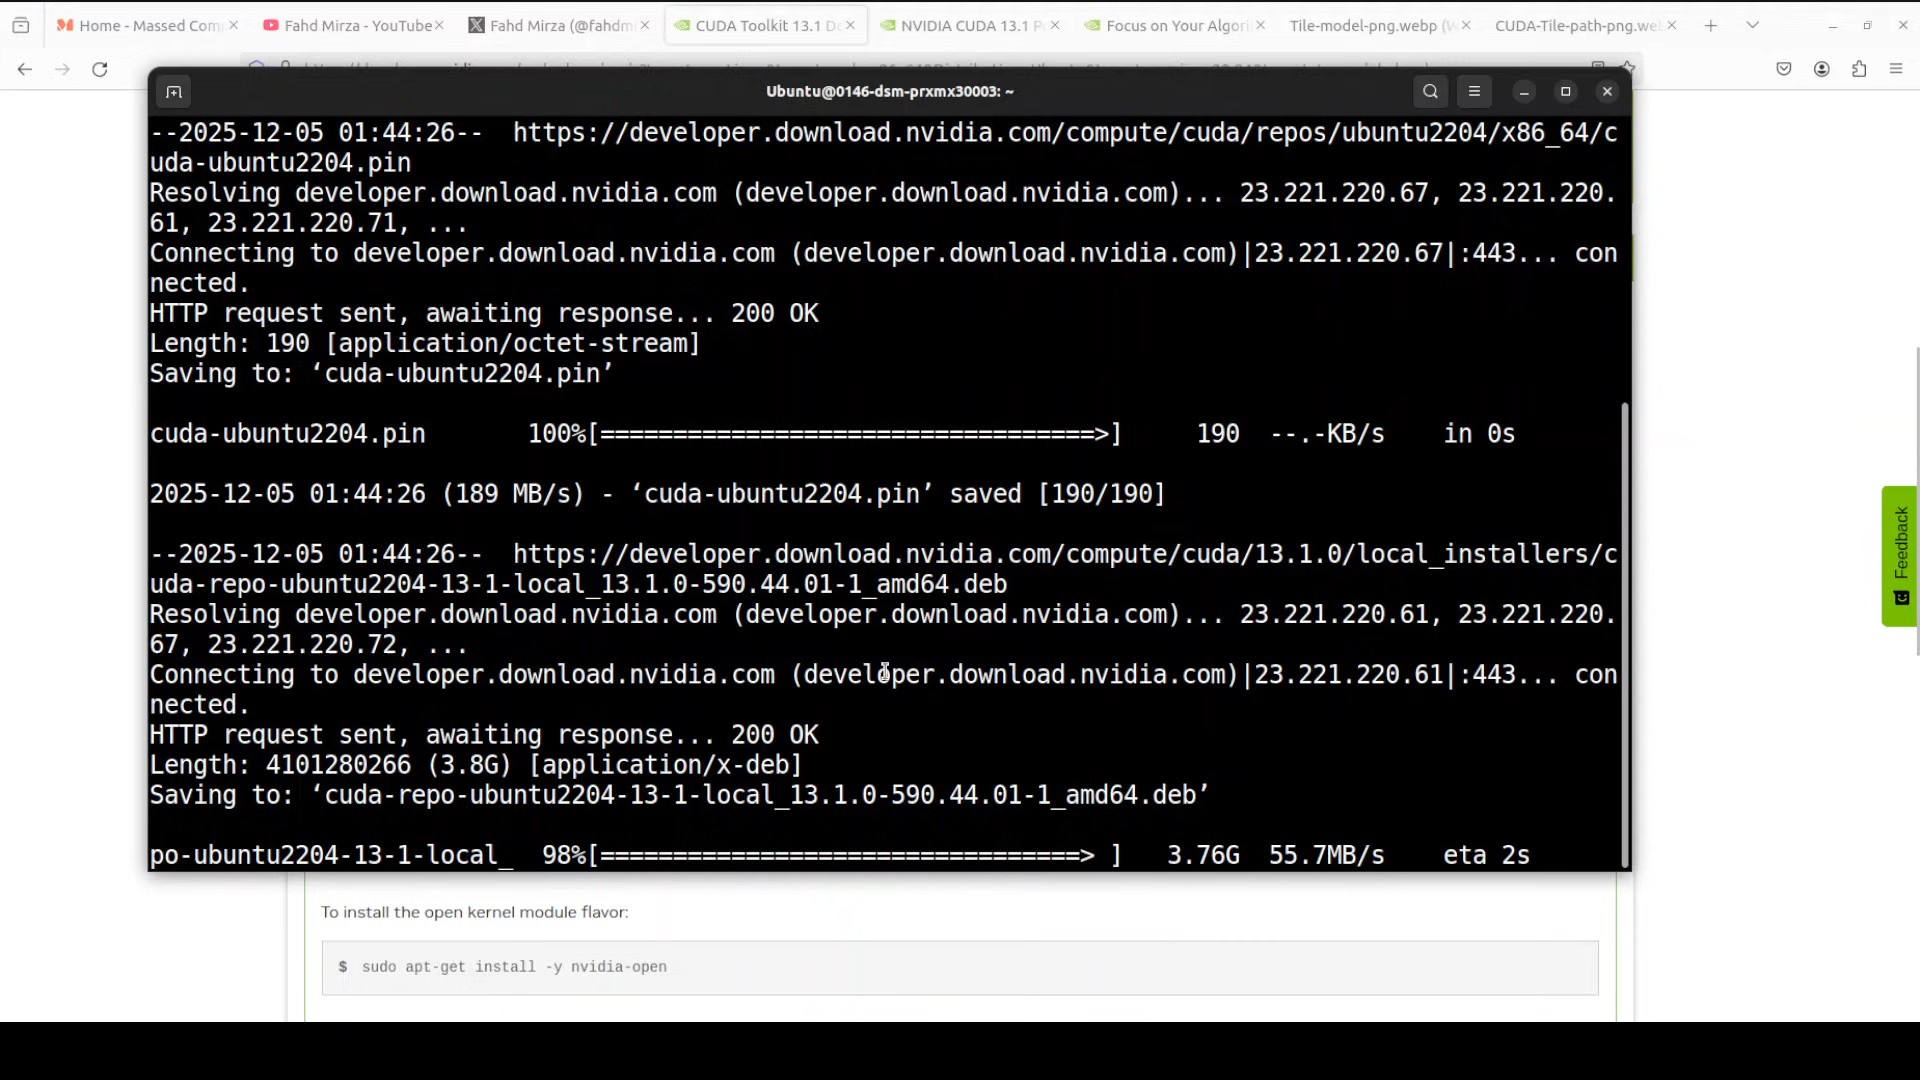 Home - Massed Com
Fahd Mirza - YouTube
Fahd Mirza (@fahdm
CUDA Toolkit 13.1 Do
NVIDIA CUDA 13.1 P
Focus on Your Algori
Tile-model-png.webp (W
CUDA-Tile-path-png.we
Ubuntu@0146-dsm-prxmx30003: ~
--2025-12-05 01:44:26--  https://developer.download.nvidia.com/compute/cuda/repos/ubuntu2204/x86_64/c
uda-ubuntu2204.pin
Resolving developer.download.nvidia.com (developer.download.nvidia.com)... 23.221.220.67, 23.221.220.
61, 23.221.220.71, ...
Connecting to developer.download.nvidia.com (developer.download.nvidia.com)|23.221.220.67|:443... con
nected.
HTTP request sent, awaiting response... 200 OK
Length: 190 [application/octet-stream]
Saving to: ‘cuda-ubuntu2204.pin’
cuda-ubuntu2204.pin       100%[==================================>]     190  --.-KB/s    in 0s
2025-12-05 01:44:26 (189 MB/s) - ‘cuda-ubuntu2204.pin’ saved [190/190]
--2025-12-05 01:44:26--  https://developer.download.nvidia.com/compute/cuda/13.1.0/local_installers/c
uda-repo-ubuntu2204-13-1-local_13.1.0-590.44.01-1_amd64.deb
Resolving developer.download.nvidia.com (developer.download.nvidia.com)... 23.221.220.61, 23.221.220.
67, 23.221.220.72, ...
Connecting to developer.download.nvidia.com (developer.download.nvidia.com)|23.221.220.61|:443... con
nected.
HTTP request sent, awaiting response... 200 OK
Length: 4101280266 (3.8G) [application/x-deb]
Saving to: ‘cuda-repo-ubuntu2204-13-1-local_13.1.0-590.44.01-1_amd64.deb’
po-ubuntu2204-13-1-local_  98%[=================================> ]   3.76G  55.7MB/s    eta 2s
Feedback
To install the open kernel module flavor:
$ sudo apt-get install -y nvidia-open